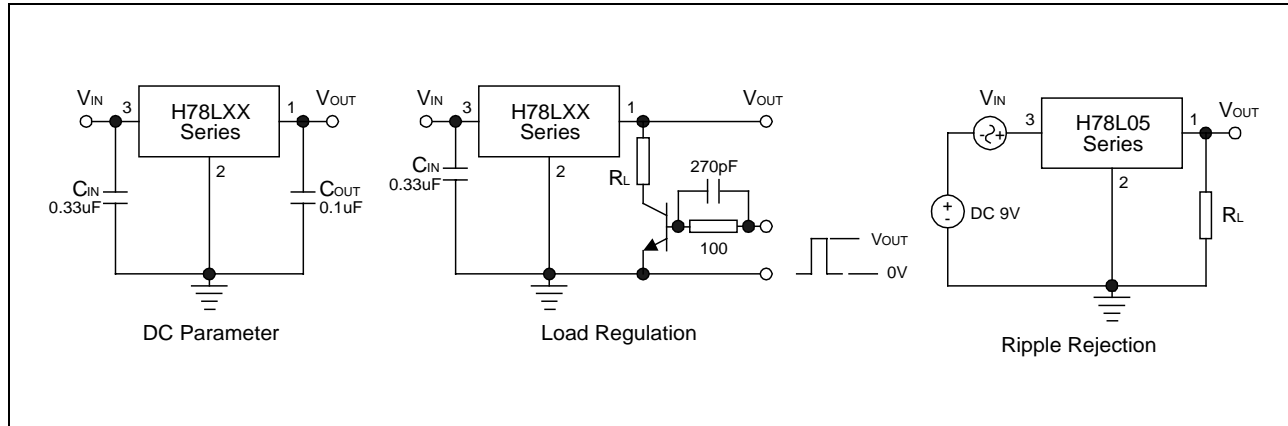 VIN
3
H78LXX
Series
1
VOUT
2
CIN
0.33uF
COUT
0.1uF
DC Parameter
VIN
3
H78LXX
Series
1
VOUT
2
CIN
0.33uF
RL
270pF
100
VOUT
0V
Load Regulation
VIN
-
+
3
H78L05
Series
1
VOUT
2
+
-
DC 9V
RL
Ripple Rejection